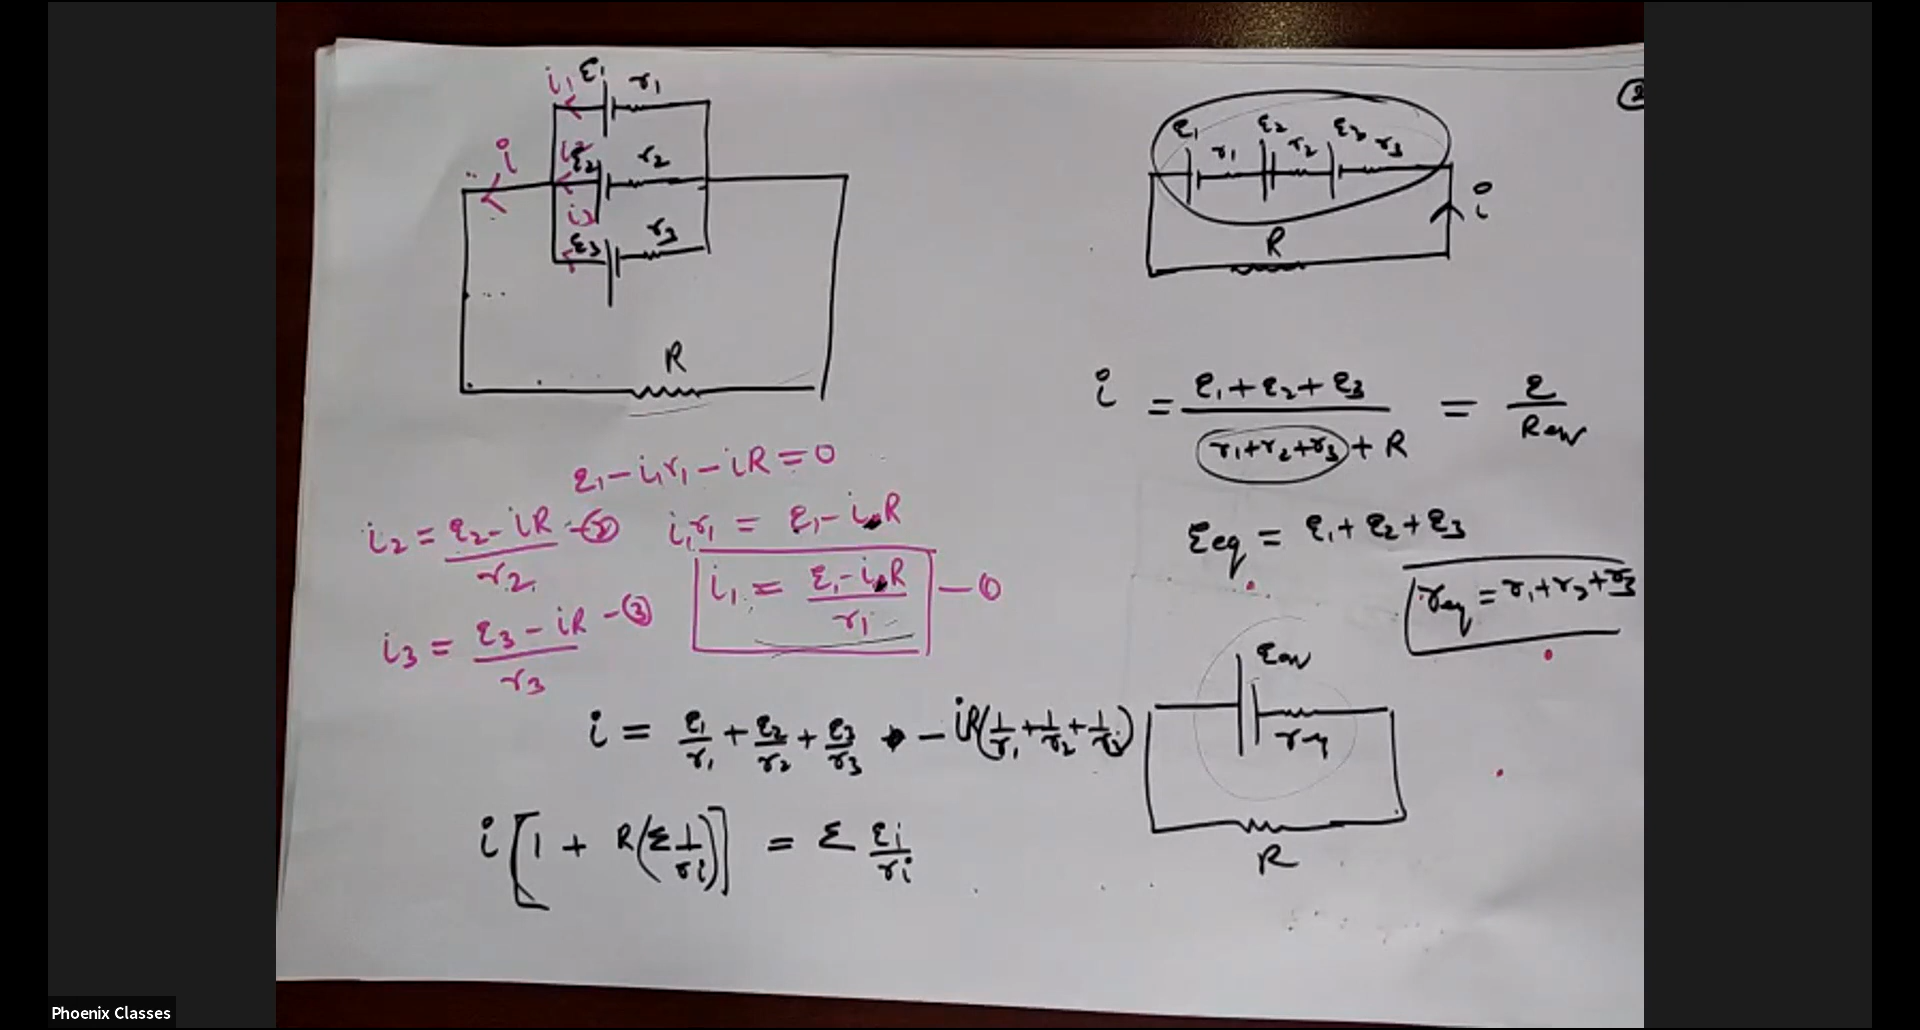 i₁ ε₁ r₁
i i₂ ε₂ r₂
i₃ ε₃ r₃
R
ε₁ - i₁r₁ - iR = 0
i₂ = (ε₂ - iR)/r₂ - ②
i₁r₁ = ε₁ - iR
i₁ = (ε₁ - iR)/r₁ - ①
i₃ = (ε₃ - iR)/r₃ - ③
i = ε₁/r₁ + ε₂/r₂ + ε₃/r₃ - iR(1/r₁ + 1/r₂ + 1/r₃)
i[1 + R(Σ 1/ri)] = Σ εi/ri
ε₁ r₁ ε₂ r₂ ε₃ r₃
i
R
i = (ε₁ + ε₂ + ε₃)/(r₁ + r₂ + r₃ + R) = ε/Req
εeq = ε₁ + ε₂ + ε₃
req = r₁ + r₂ + r₃
εeq
req
R
Phoenix Classes